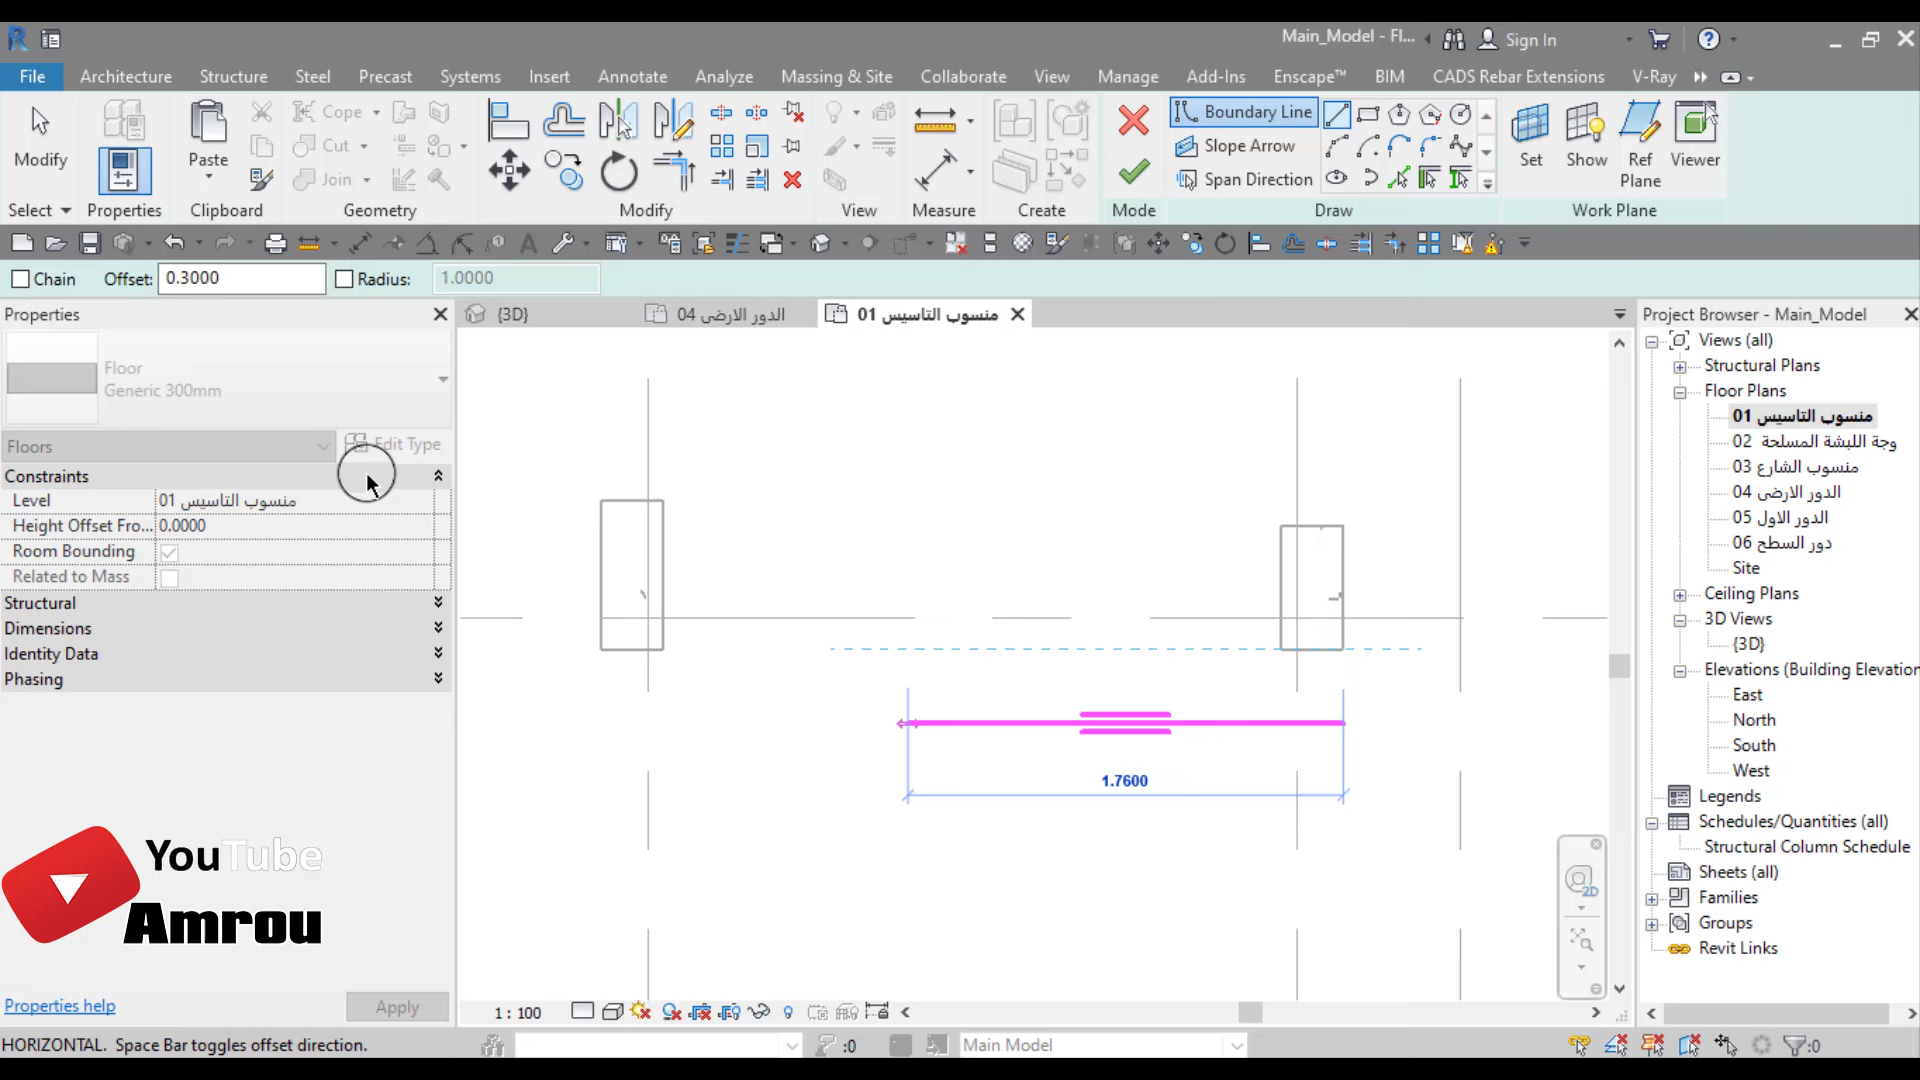 Main_Model - Fl...
Sign In
File
Architecture
Structure
Steel
Precast
Systems
Insert
Annotate
Analyze
Massing & Site
Collaborate
View
Manage
Add-Ins
Enscape™
BIM
CADS Rebar Extensions
V-Ray
Modify
Paste
Cope
Cut
Join
Boundary Line
Slope Arrow
Span Direction
Set
Show
Ref
Plane
Viewer
Select
Properties
Clipboard
Geometry
Modify
View
Measure
Create
Mode
Draw
Work Plane
Chain
Offset:
0.3000
Radius:
1.0000
Properties
{3D}
الدور الارضى 04
منسوب التاسيس 01
Project Browser - Main_Model
Floor
Generic 300mm
Floors
Edit Type
Constraints
Level
منسوب التاسيس 01
Height Offset Fro...
0.0000
Room Bounding
Related to Mass
Structural
Dimensions
Identity Data
Phasing
YouTube
Amrou
Properties help
Apply
1.7600
Views (all)
Structural Plans
Floor Plans
منسوب التاسيس 01
وجة اللبشة المسلحة 02
منسوب الشارع 03
الدور الارضى 04
الدور الاول 05
دور السطح 06
Site
Ceiling Plans
3D Views
{3D}
Elevations (Building Elevation
East
North
South
West
Legends
Schedules/Quantities (all)
Structural Column Schedule
Sheets (all)
Families
Groups
Revit Links
2D
1 : 100
HORIZONTAL. Space Bar toggles offset direction.
:0
Main Model
:0